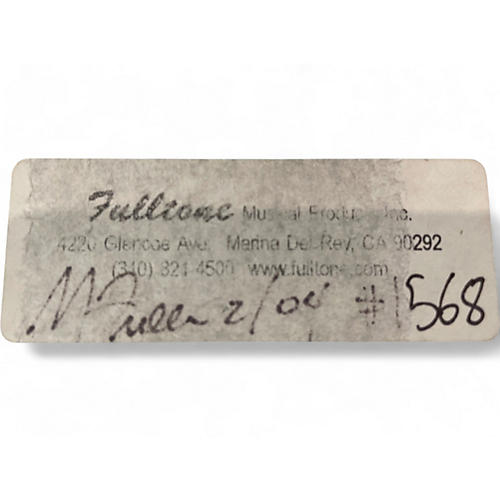 Fulltone Musical Products, Inc.
4220 Glencoe Ave. Marina Del Rey, CA 90292
(310) 821 4500 www.fulltone.com
M Fuller 2/04 #1568